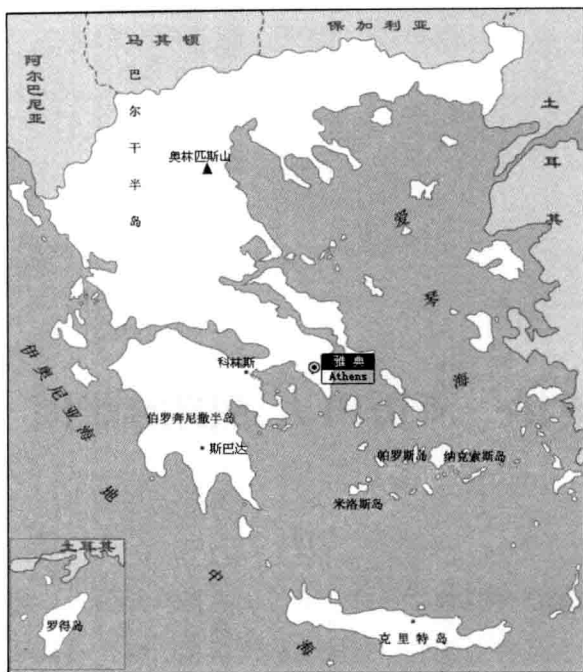 保加利亚
马其顿
阿尔巴尼亚
巴尔干半岛
土耳其
奥林匹斯山
爱琴海
伊奥尼亚海
科林斯
雅典
Athens
伯罗奔尼撒半岛
斯巴达
帕罗斯岛
纳克索斯岛
米洛斯岛
地中海
土耳其
罗得岛
克里特岛